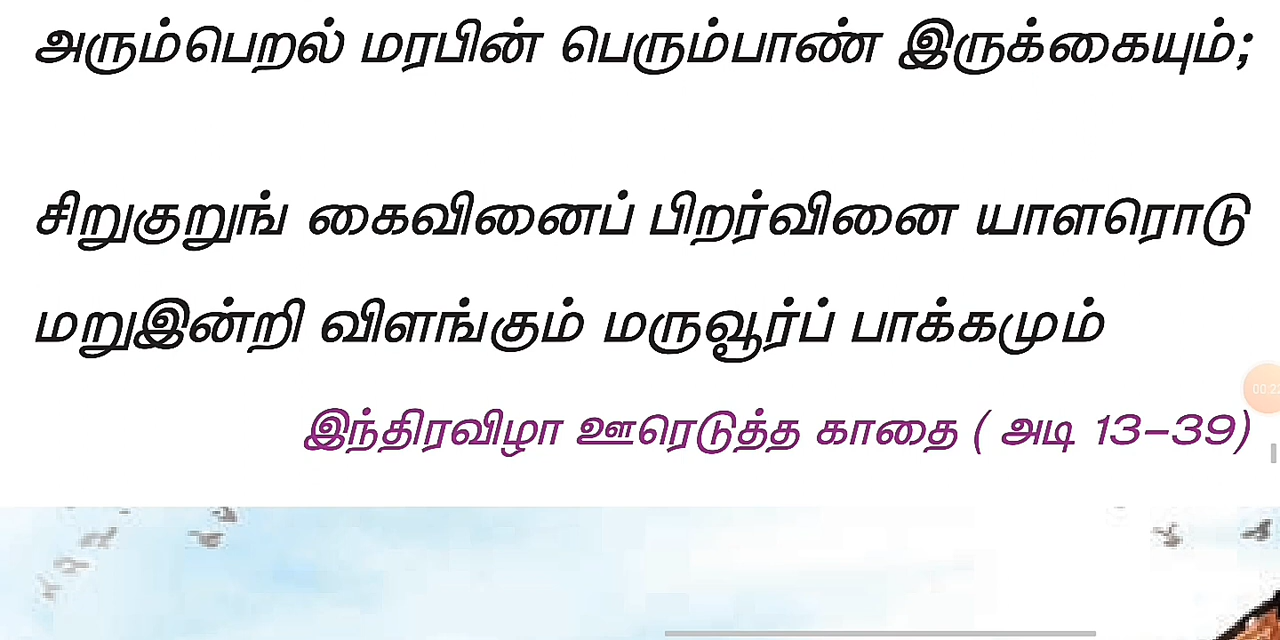 அரும்பெறல் மரபின் பெரும்பாண் இருக்கையும்;
சிறுகுறுங் கைவினைப் பிறர்வினை யாளரொடு
மறுஇன்றி விளங்கும் மருவூர்ப் பாக்கமும்
இந்திரவிழா ஊரெடுத்த காதை ( அடி 13-39)